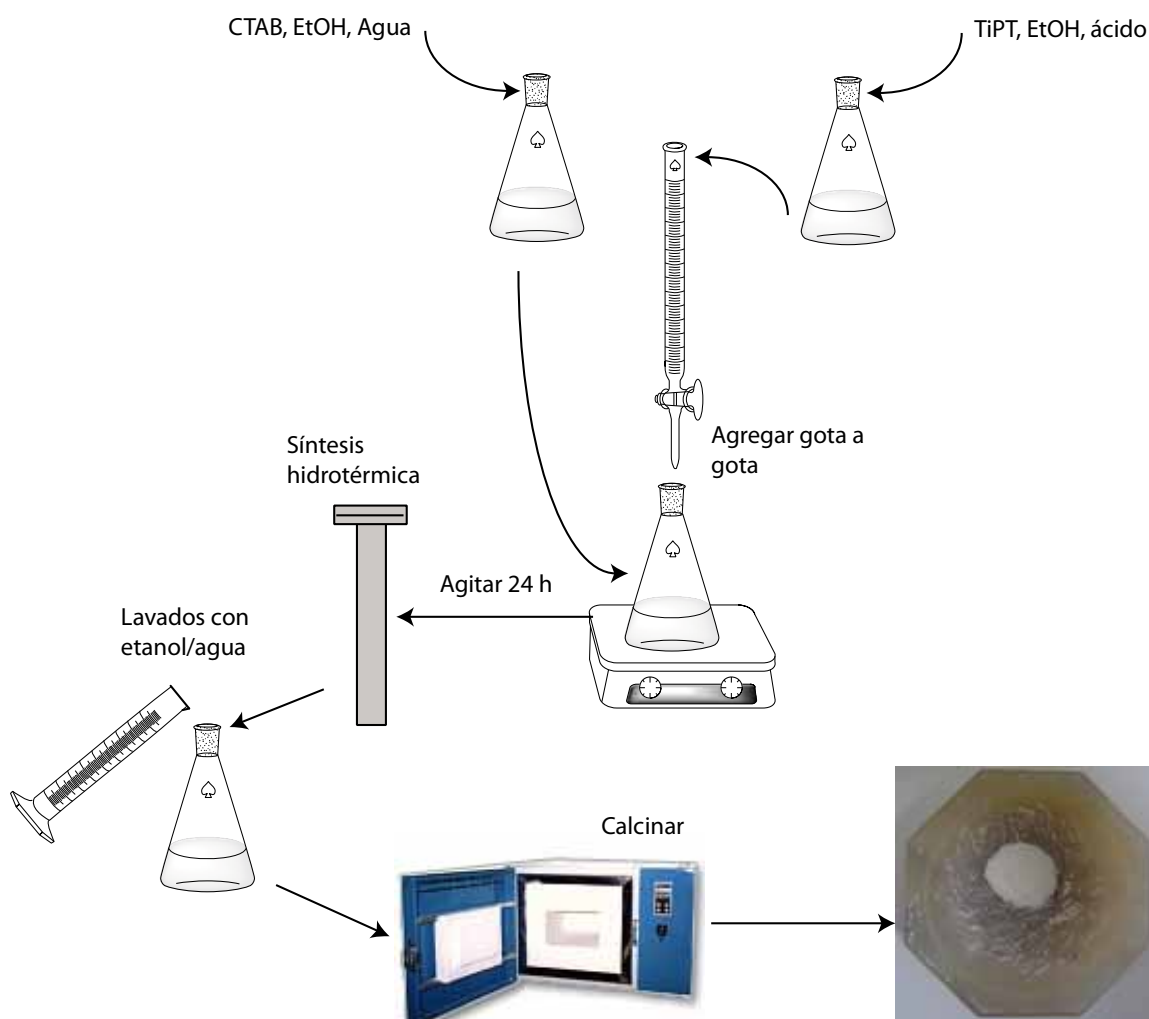 CTAB, EtOH, Agua
TiPT, EtOH, ácido
Agregar gota a
gota
Síntesis
hidrotérmica
Agitar 24 h
Lavados con
etanol/agua
Calcinar